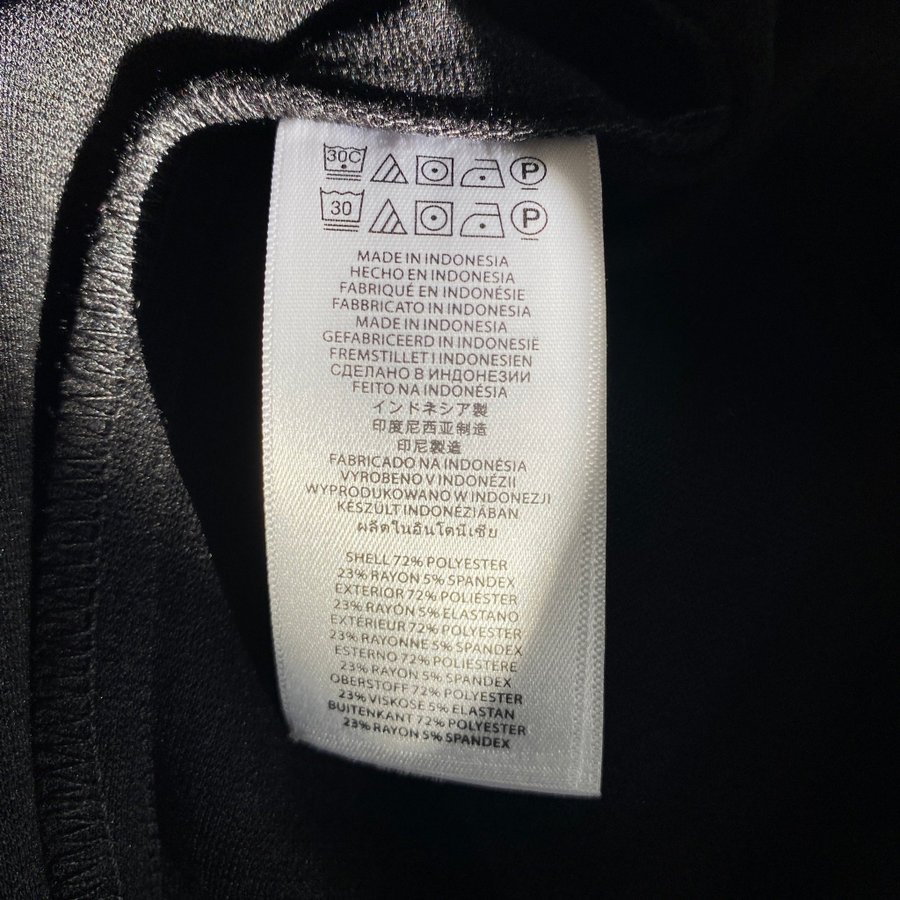 30C P
30 P
MADE IN INDONESIA
HECHO EN INDONESIA
FABRIQUÉ EN INDONÉSIE
FABBRICATO IN INDONESIA
MADE IN INDONESIA
GEFABRICEERD IN INDONESIË
FREMSTILLET I INDONESIEN
СДЕЛАНО В ИНДОНЕЗИИ
FEITO NA INDONÉSIA
インドネシア製
印度尼西亚制造
印尼製造
FABRICADO NA INDONÉSIA
VYROBENO V INDONÉZII
WYPRODUKOWANO W INDONEZJI
KÉSZÜLT INDONÉZIÁBAN
ผลิตในอินโดนีเซีย
SHELL 72% POLYESTER
23% RAYON 5% SPANDEX
EXTERIOR 72% POLIÉSTER
23% RAYÓN 5% ELASTANO
EXTÉRIEUR 72% POLYESTER
23% RAYONNE 5% SPANDEX
ESTERNO 72% POLIESTERE
23% RAYON 5% SPANDEX
OBERSTOFF 72% POLYESTER
23% VISKOSE 5% ELASTAN
BUITENKANT 72% POLYESTER
23% RAYON 5% SPANDEX